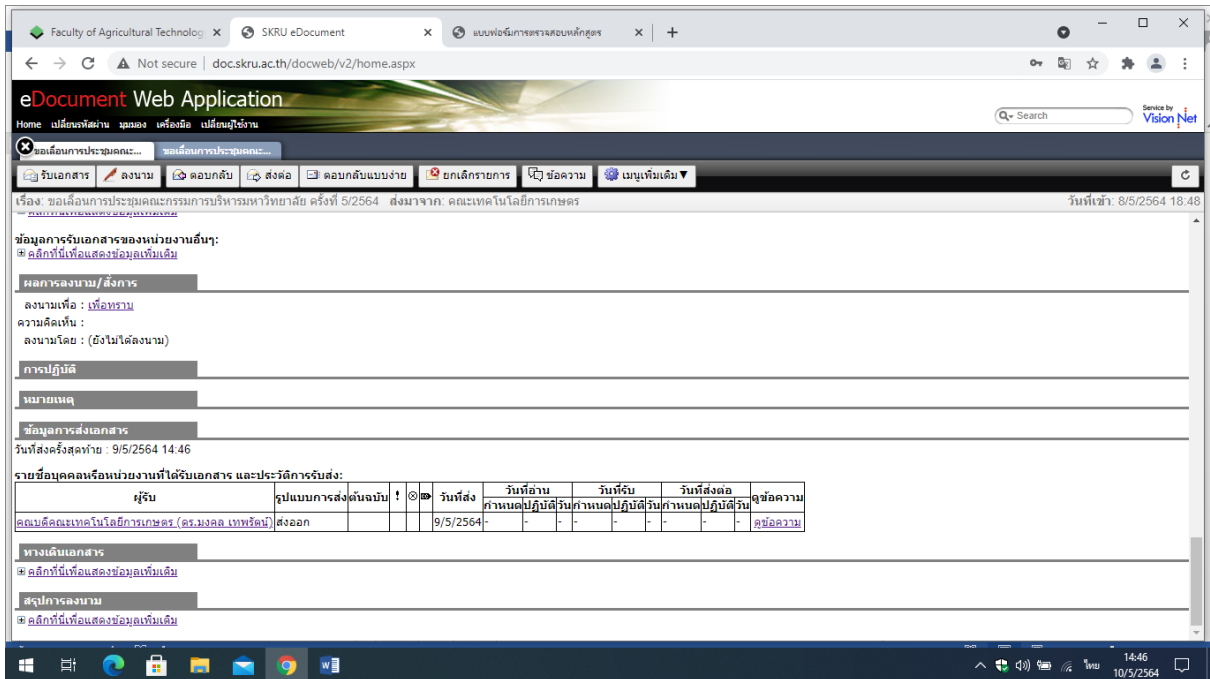 Faculty of Agricultural Technolog
SKRU eDocument
แบบฟอร์มการตรวจสอบหลักสูตร
Not secure | doc.skru.ac.th/docweb/v2/home.aspx
eDocument Web Application
Home เปลี่ยนรหัสผ่าน มุมมอง เครื่องมือ เปลี่ยนผู้ใช้งาน
Search
Service by
Vision Net
ขอเลื่อนการประชุมคณะ... ขอเลื่อนการประชุมคณะ...
รับเอกสาร ลงนาม ตอบกลับ ส่งต่อ ตอบกลับแบบง่าย ยกเลิกรายการ ข้อความ เมนูเพิ่มเติม▼
เรื่อง: ขอเลื่อนการประชุมคณะกรรมการบริหารมหาวิทยาลัย ครั้งที่ 5/2564 ส่งมาจาก: คณะเทคโนโลยีการเกษตร วันที่เข้า: 8/5/2564 18:48
คลิกที่นี่เพื่อแสดงข้อมูลเพิ่มเติม
ข้อมูลการรับเอกสารของหน่วยงานอื่นๆ:
คลิกที่นี่เพื่อแสดงข้อมูลเพิ่มเติม
ผลการลงนาม/สั่งการ
ลงนามเพื่อ : เพื่อทราบ
ความคิดเห็น :
ลงนามโดย : (ยังไม่ได้ลงนาม)
การปฏิบัติ
หมายเหตุ
ข้อมูลการส่งเอกสาร
วันที่ส่งครั้งสุดท้าย : 9/5/2564 14:46
รายชื่อบุคคลหรือหน่วยงานที่ได้รับเอกสาร และประวัติการรับส่ง:
ผู้รับ รูปแบบการส่ง ต้นฉบับ ! วันที่ส่ง วันที่อ่าน วันที่รับ วันที่ส่งต่อ ดูข้อความ
กำหนด ปฏิบัติ วัน กำหนด ปฏิบัติ วัน กำหนด ปฏิบัติ วัน
คณบดีคณะเทคโนโลยีการเกษตร (ดร.มงคล เทพรัตน์) ส่งออก 9/5/2564 - - - - - - - - - ดูข้อความ
ทางเดินเอกสาร
คลิกที่นี่เพื่อแสดงข้อมูลเพิ่มเติม
สรุปการลงนาม
คลิกที่นี่เพื่อแสดงข้อมูลเพิ่มเติม
ไทย
14:46
10/5/2564